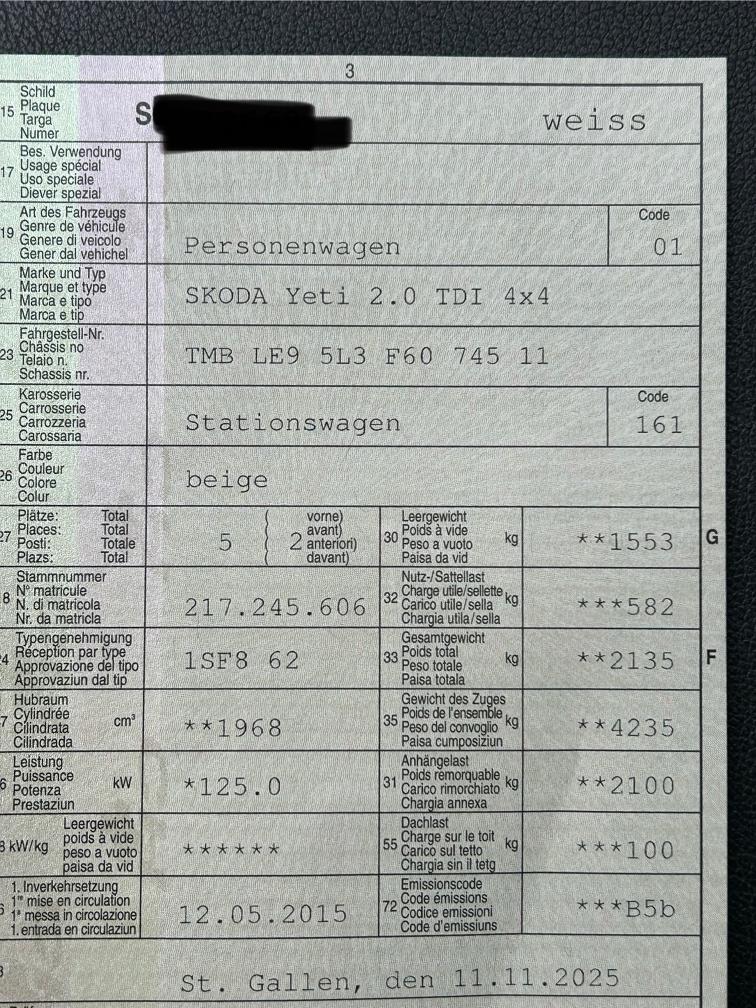 3
15 Schild
Plaque
Targa
Numer
S
weiss
17 Bes. Verwendung
Usage spécial
Uso speciale
Diever spezial
19 Art des Fahrzeugs
Genre de véhicule
Genere di veicolo
Gener dal vehichel
Personenwagen
Code
01
21 Marke und Typ
Marque et type
Marca e tipo
Marca e tip
SKODA Yeti 2.0 TDI 4x4
23 Fahrgestell-Nr.
Châssis no
Telaio n.
Schassis nr.
TMB LE9 5L3 F60 745 11
25 Karosserie
Carrosserie
Carrozzeria
Carossaria
Stationswagen
Code
161
26 Farbe
Couleur
Colore
Colur
beige
27 Plätze: Total
Places: Total
Posti: Totale
Plazs: Total
5 ( 2 vorne)
avant)
anteriori)
davant)
30 Leergewicht
Poids à vide
Peso a vuoto
Paisa da vid
kg
**1553
G
8 Stammnummer
N° matricule
N. di matricola
Nr. da matricla
217.245.606
32 Nutz-/Sattellast
Charge utile/sellette
Carico utile/sella
Chargia utila/sella
kg
***582
4 Typengenehmigung
Réception par type
Approvazione del tipo
Approvaziun dal tip
1SF8 62
33 Gesamtgewicht
Poids total
Peso totale
Paisa totala
kg
**2135
F
7 Hubraum
Cylindrée
Cilindrata
Cilindrada
cm³
**1968
35 Gewicht des Zuges
Poids de l'ensemble
Peso del convoglio
Paisa cumposiziun
kg
**4235
6 Leistung
Puissance
Potenza
Prestaziun
kW
*125.0
31 Anhängelast
Poids remorquable
Carico rimorchiato
Chargia annexa
kg
**2100
8 kW/kg
Leergewicht
poids à vide
peso a vuoto
paisa da vid
******
55 Dachlast
Charge sur le toit
Carico sul tetto
Chargia sin il tetg
kg
***100
6 1. Inverkehrsetzung
1re mise en circulation
1a messa in circolazione
1. entrada en circulaziun
12.05.2015
72 Emissionscode
Code émissions
Codice emissioni
Code d'emissiuns
***B5b
St. Gallen, den 11.11.2025